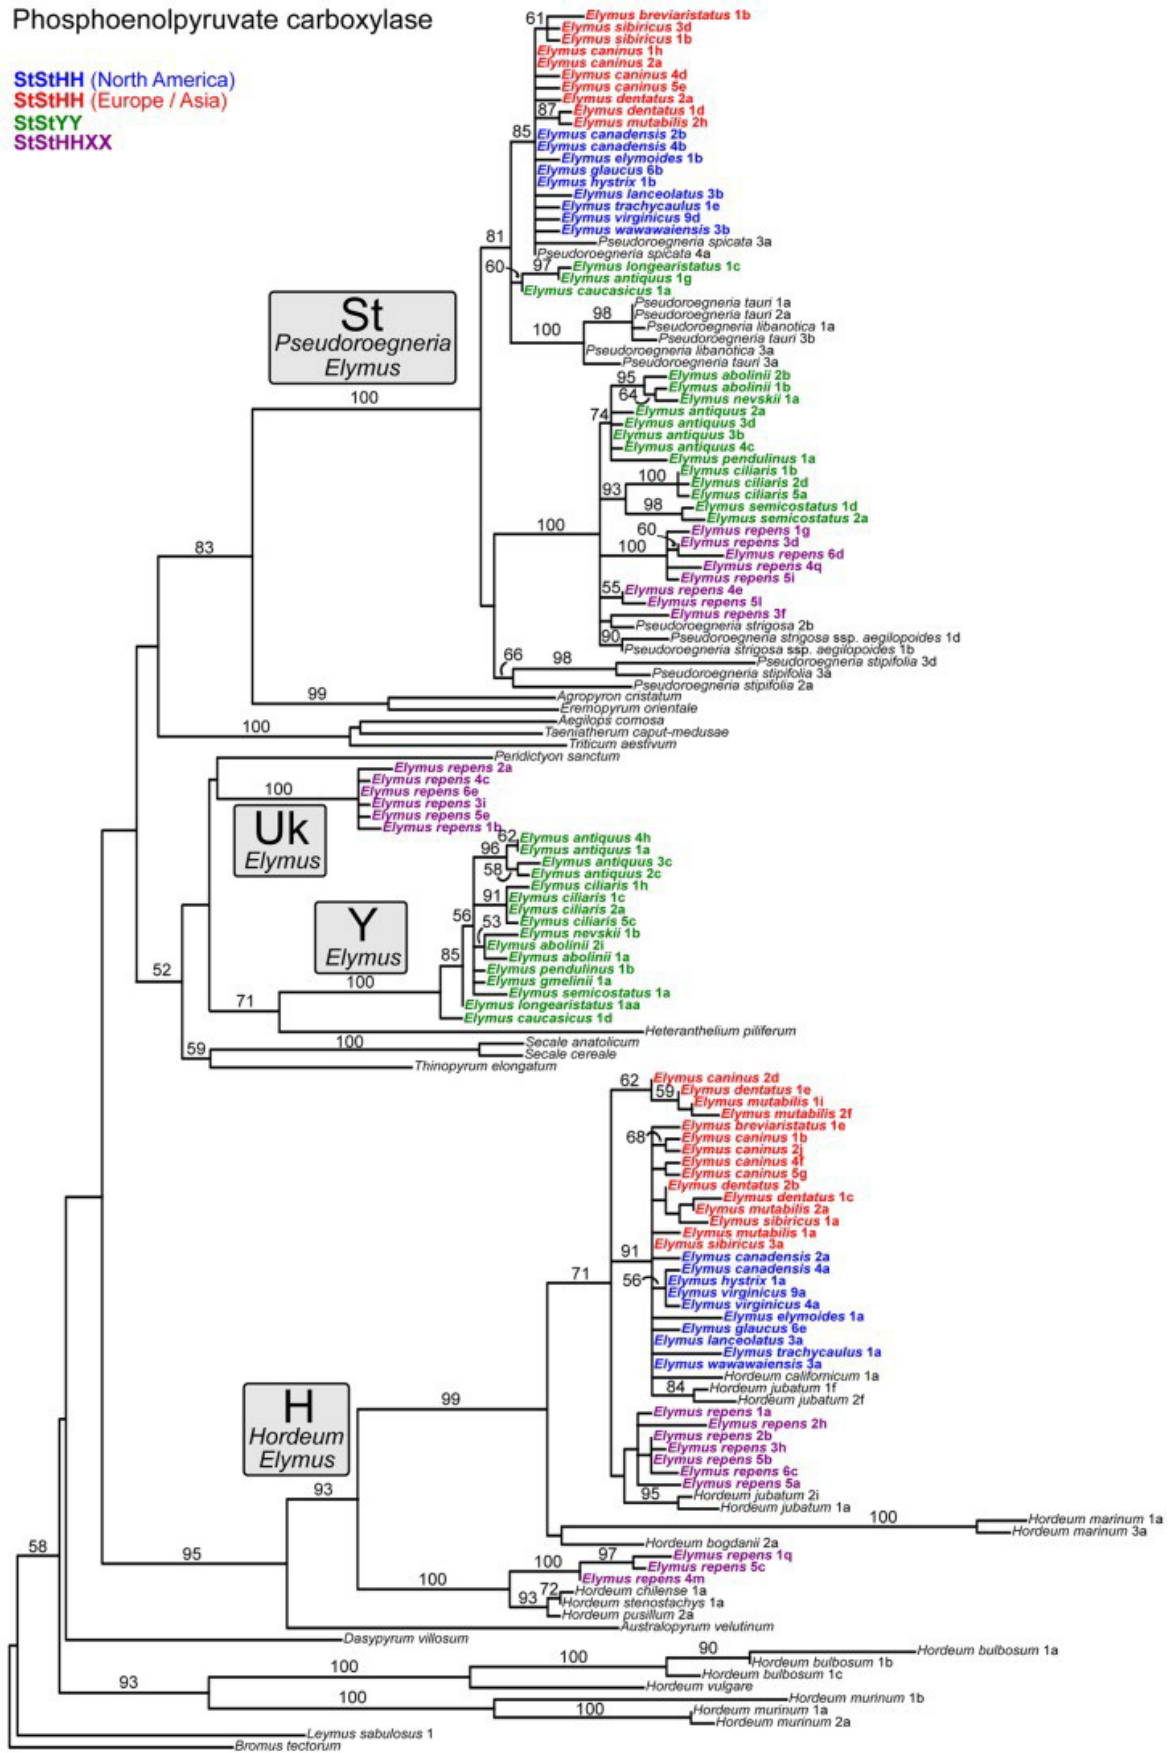 Phosphoenolpyruvate carboxylase
StStHH (North America)
StStHH (Europe / Asia)
StStYY
StStHHXX
61
Elymus breviaristatus 1b
Elymus sibiricus 3d
Elymus sibiricus 1b
Elymus caninus 1h
Elymus caninus 2a
Elymus caninus 4d
Elymus caninus 5e
Elymus dentatus 2a
87
Elymus dentatus 1d
Elymus mutabilis 2h
85
Elymus canadensis 2b
Elymus canadensis 4b
Elymus elymoides 1b
Elymus glaucus 6b
Elymus hystrix 1b
Elymus lanceolatus 3b
Elymus trachycaulus 1e
Elymus virginicus 9d
Elymus wawawaiensis 3b
81
Pseudoroegneria spicata 3a
Pseudoroegneria spicata 4a
60
97
Elymus longearistatus 1c
Elymus antiquus 1g
Elymus caucasicus 1a
St
Pseudoroegneria
Elymus
100
98
Pseudoroegneria tauri 1a
Pseudoroegneria tauri 2a
Pseudoroegneria libanotica 1a
Pseudoroegneria tauri 3b
Pseudoroegneria libanotica 3a
Pseudoroegneria tauri 3a
100
95
Elymus abolinii 2b
64
Elymus abolinii 1b
Elymus nevskii 1a
74
Elymus antiquus 2a
Elymus antiquus 3d
Elymus antiquus 3b
Elymus antiquus 4c
Elymus pendulinus 1a
93
100
Elymus ciliaris 1b
Elymus ciliaris 2d
Elymus ciliaris 5a
98
Elymus semicostatus 1d
Elymus semicostatus 2a
100
60
Elymus repens 1g
Elymus repens 3d
100
Elymus repens 6d
Elymus repens 4q
Elymus repens 5i
83
55
Elymus repens 4e
Elymus repens 5l
Elymus repens 3f
Pseudoroegneria strigosa 2b
90
Pseudoroegneria strigosa ssp. aegilopoides 1d
Pseudoroegneria strigosa ssp. aegilopoides 1b
66
98
Pseudoroegneria stipifolia 3d
Pseudoroegneria stipifolia 3a
Pseudoroegneria stipifolia 2a
99
Agropyron cristatum
Eremopyrum orientale
100
Aegilops comosa
Taeniatherum caput-medusae
Triticum aestivum
Peridictyon sanctum
100
Elymus repens 2a
Elymus repens 4c
Elymus repens 6e
Elymus repens 3i
Elymus repens 5e
Elymus repens 1b
Uk
Elymus
62
96
Elymus antiquus 4h
Elymus antiquus 1a
58
Elymus antiquus 3c
Elymus antiquus 2c
91
Elymus ciliaris 1h
Elymus ciliaris 1c
Elymus ciliaris 2a
Elymus ciliaris 5c
Y
Elymus
56
53
Elymus nevskii 1b
Elymus abolinii 2i
Elymus abolinii 1a
85
Elymus pendulinus 1b
Elymus gmelinii 1a
Elymus semicostatus 1a
52
100
Elymus longearistatus 1aa
Elymus caucasicus 1d
71
Heteranthelium piliferum
59
100
Secale anatolicum
Secale cereale
Thinopyrum elongatum
62
Elymus caninus 2d
59
Elymus dentatus 1e
Elymus mutabilis 1i
Elymus mutabilis 2f
Elymus breviaristatus 1e
68
Elymus caninus 1b
Elymus caninus 2j
Elymus caninus 4f
Elymus caninus 5g
Elymus dentatus 2b
Elymus dentatus 1c
Elymus mutabilis 2a
Elymus sibiricus 1a
Elymus mutabilis 1a
Elymus sibiricus 3a
91
Elymus canadensis 2a
Elymus canadensis 4a
71
56
Elymus hystrix 1a
Elymus virginicus 9a
Elymus virginicus 4a
Elymus elymoides 1a
Elymus glaucus 6e
Elymus lanceolatus 3a
Elymus trachycaulus 1a
Elymus wawawaiensis 3a
Hordeum californicum 1a
84
Hordeum jubatum 1f
Hordeum jubatum 2f
H
Hordeum
Elymus
99
Elymus repens 1a
Elymus repens 2h
Elymus repens 2b
Elymus repens 3h
Elymus repens 5b
Elymus repens 6c
Elymus repens 5a
93
95
Hordeum jubatum 2i
Hordeum jubatum 1a
100
Hordeum marinum 1a
Hordeum marinum 3a
Hordeum bogdanii 2a
58
95
100
100
97
Elymus repens 1q
Elymus repens 5c
Elymus repens 4m
93
72
Hordeum chilense 1a
Hordeum stenostachys 1a
Hordeum pusillum 2a
Australopyrum velutinum
Dasypyrum villosum
93
100
100
90
Hordeum bulbosum 1a
Hordeum bulbosum 1b
Hordeum bulbosum 1c
Hordeum vulgare
100
100
Hordeum murinum 1b
Hordeum murinum 1a
Hordeum murinum 2a
Leymus sabulosus 1
Bromus tectorum